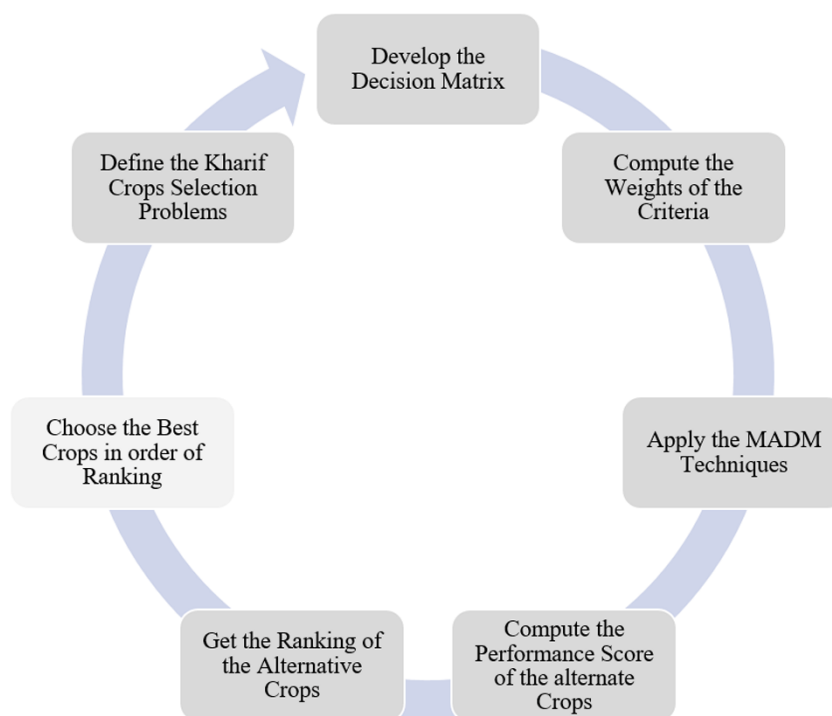 Develop the
Decision Matrix
Compute the
Weights of the
Criteria
Apply the MADM
Techniques
Compute the
Performance Score
of the alternate
Crops
Get the Ranking of
the Alternative
Crops
Choose the Best
Crops in order of
Ranking
Define the Kharif
Crops Selection
Problems